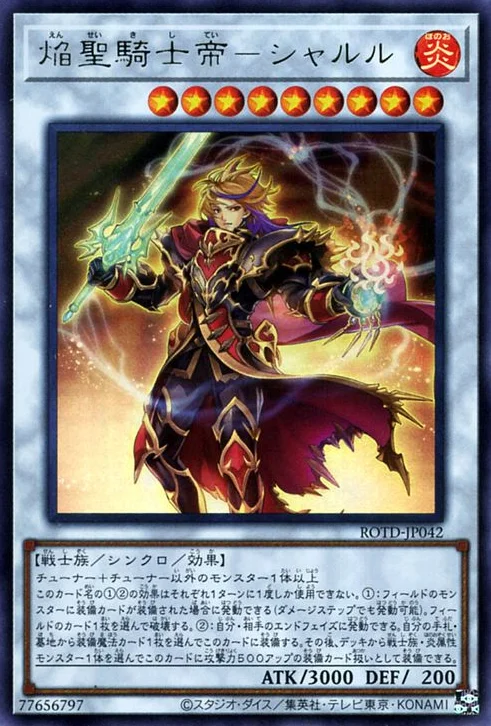 焔聖騎士帝－シャルル
炎
ROTD-JP042
【戦士族／シンクロ／効果】
チューナー＋チューナー以外のモンスター1体以上
このカード名の①②の効果はそれぞれ1ターンに1度しか使用できない。①：フィールドのモン
スターに装備カードが装備された場合に発動できる（ダメージステップでも発動可能）。フィー
ルドのカード1枚を選んで破壊する。②：自分・相手のエンドフェイズに発動できる。自分の手札・
墓地から装備魔法カード1枚を選んでこのカードに装備する。その後、デッキから戦士族・炎属性
モンスター1体を選んでこのカードに攻撃力500アップの装備カード扱いとして装備できる。
ATK/3000 DEF/ 200
77656797
©スタジオ・ダイス／集英社・テレビ東京・KONAMI